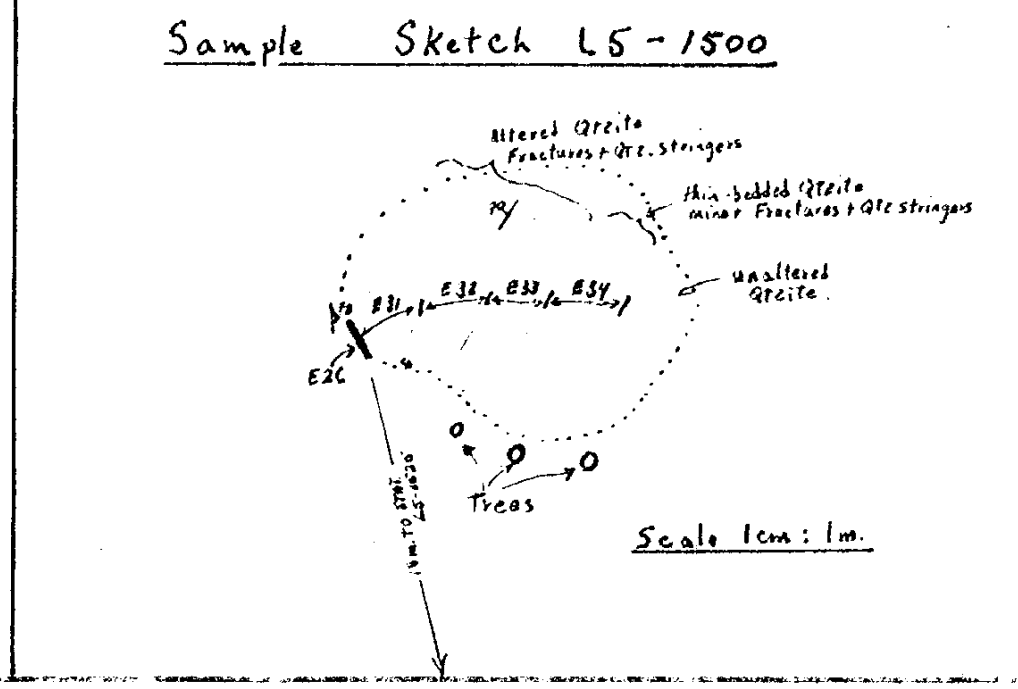 Sample Sketch L5-1500
Altered Qtzite
Fractures + Qtz. stringers
thin-bedded Qtzite
minor Fractures + Qtz stringers
unaltered
Qtzite.
E31 E32 E33 E34
E26
Trees
Scale 1cm: 1m.